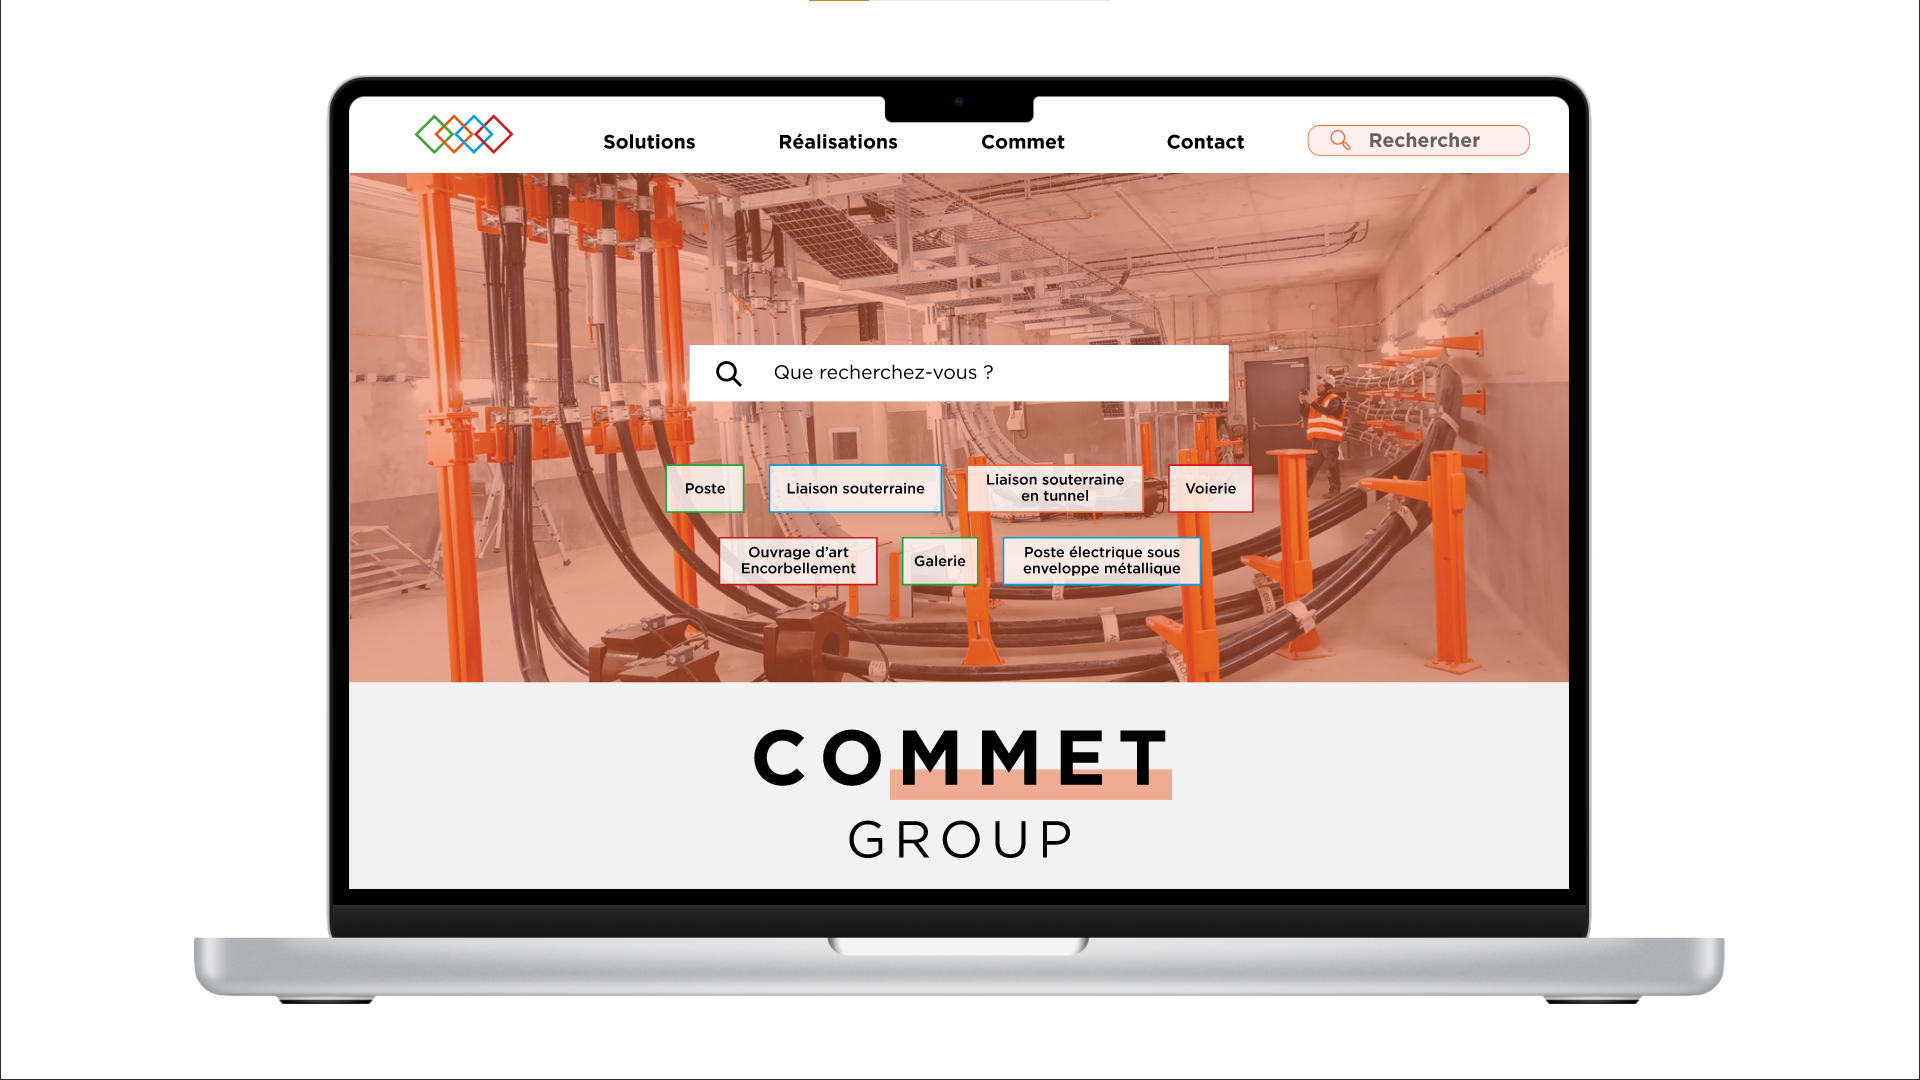 Solutions
Réalisations
Commet
Contact
Rechercher
Que recherchez-vous ?
Poste
Liaison souterraine
Liaison souterraine
en tunnel
Voierie
Ouvrage d’art
Encorbellement
Galerie
Poste électrique sous
enveloppe métallique
COMMET
GROUP